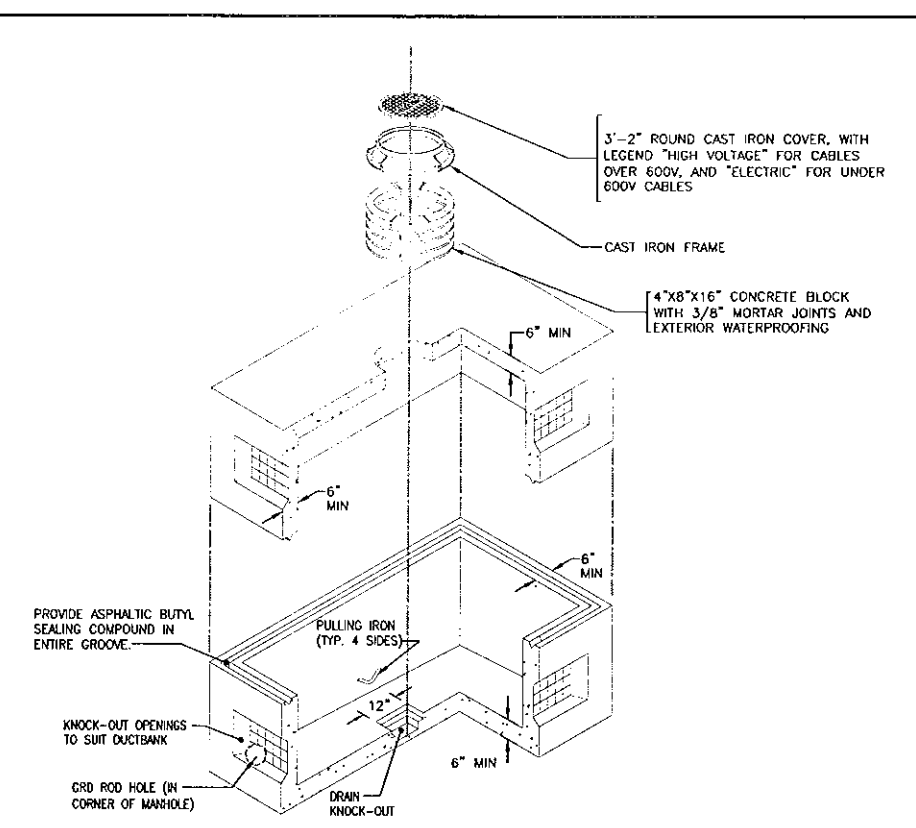 3'-2" ROUND CAST IRON COVER, WITH
LEGEND "HIGH VOLTAGE" FOR CABLES
OVER 600V, AND "ELECTRIC" FOR UNDER
600V CABLES
CAST IRON FRAME
4"X8"X16" CONCRETE BLOCK
WITH 3/8" MORTAR JOINTS AND
EXTERIOR WATERPROOFING
6" MIN
6"
MIN
6"
MIN
PROVIDE ASPHALTIC BUTYL
SEALING COMPOUND IN
ENTIRE GROOVE.
PULLING IRON
(TYP. 4 SIDES)
12"
KNOCK-OUT OPENINGS
TO SUIT DUCTBANK
6" MIN
GRD ROD HOLE (IN
CORNER OF MANHOLE)
DRAIN
KNOCK-OUT